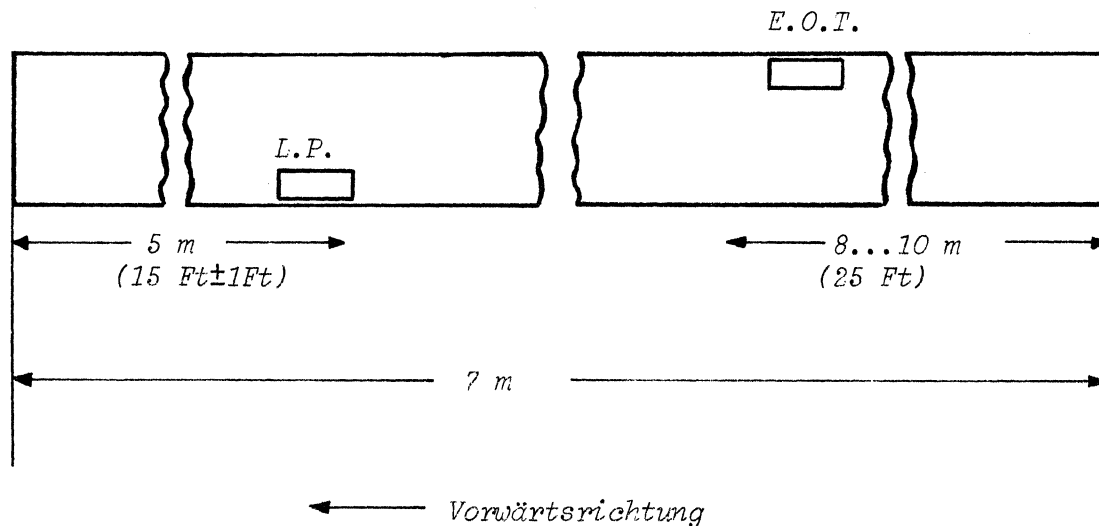 E.O.T.
L.P.
5 m
(15 Ft±1Ft)
8...10 m
(25 Ft)
7 m
Vorwärtsrichtung